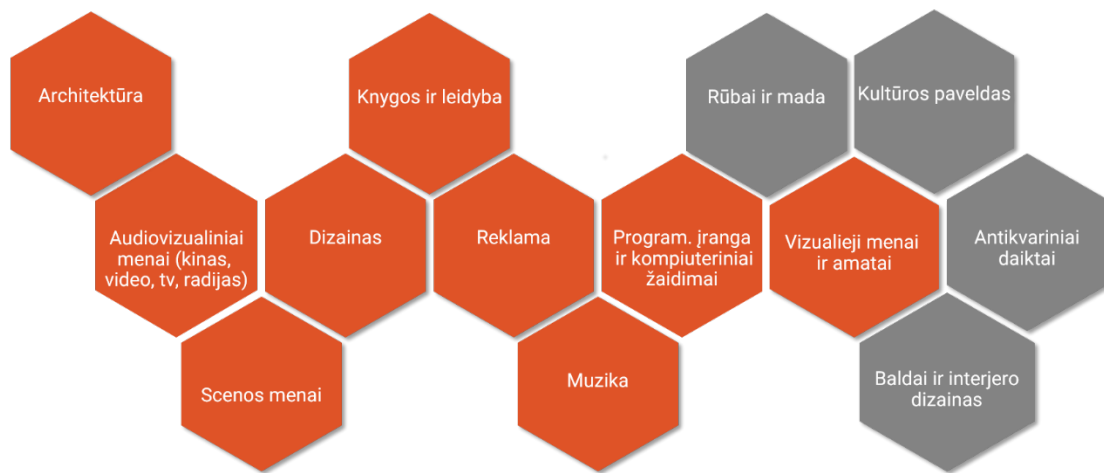 Architektūra
Knygos ir leidyba
Rūbai ir mada
Kultūros paveldas
Audiovizualiniai
menai (kinas,
video, tv, radijas)
Dizainas
Reklama
Program. įranga
ir kompiuteriniai
žaidimai
Vizualieji menai
ir amatai
Antikvariniai
daiktai
Scenos menai
Muzika
Baldai ir interjero
dizainas